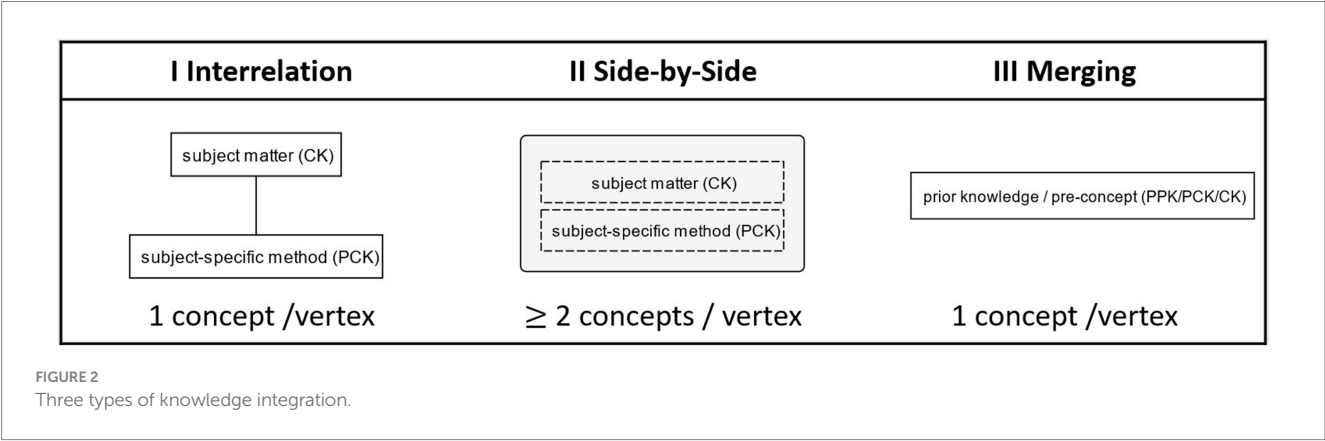 I Interrelation
II Side-by-Side
III Merging
subject matter (CK)
subject-specific method (PCK)
1 concept /vertex
subject matter (CK)
subject-specific method (PCK)
≥ 2 concepts / vertex
prior knowledge / pre-concept (PPK/PCK/CK)
1 concept /vertex
FIGURE 2
Three types of knowledge integration.